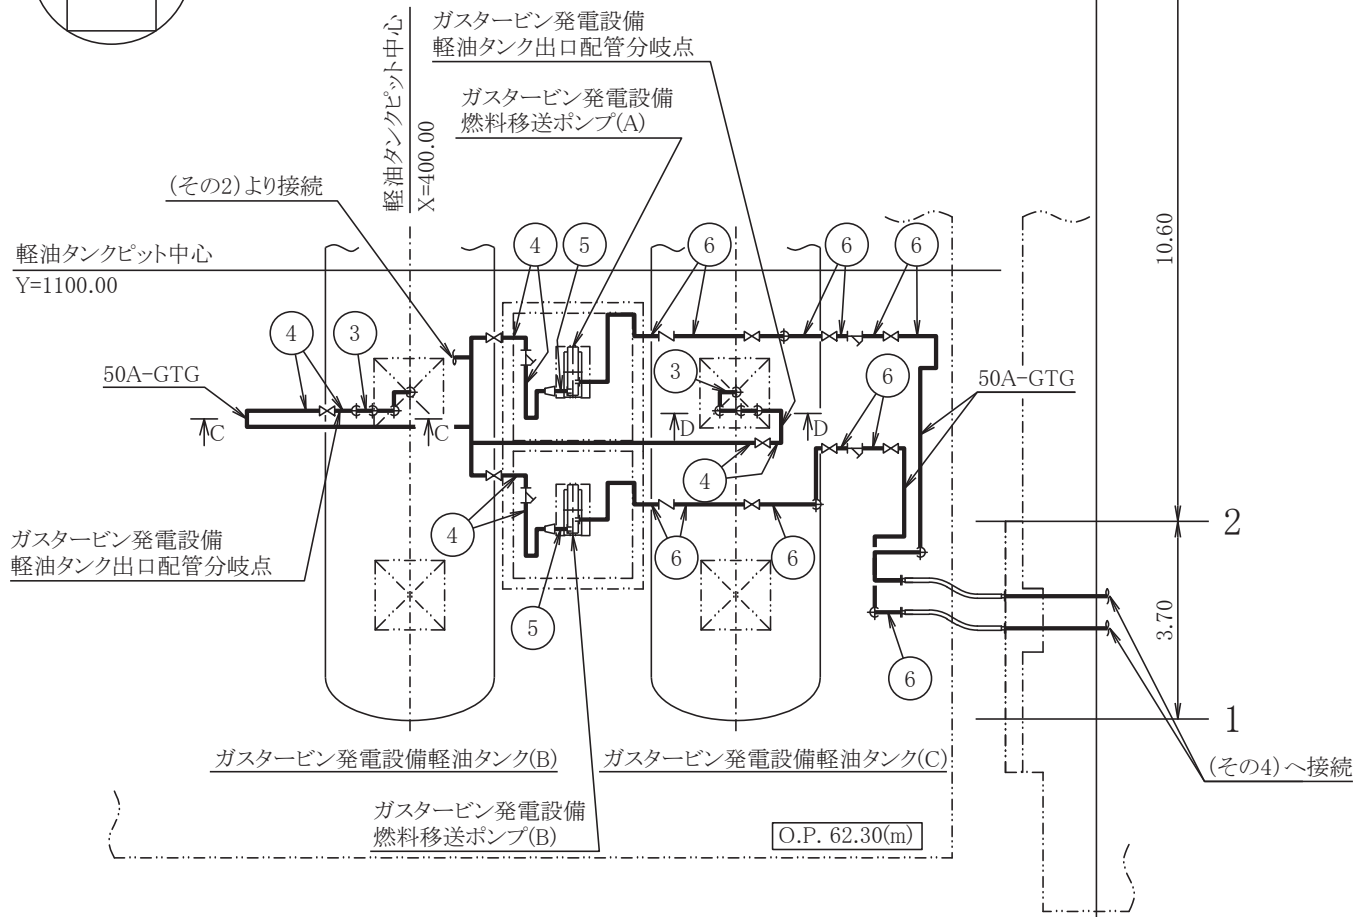 ガスタービン発電設備
軽油タンク出口配管分岐点
軽油タンクピット中心
X=400.00
ガスタービン発電設備
燃料移送ポンプ(A)
(その2)より接続
軽油タンクピット中心
Y=1100.00
10.60
4
5
6
6
6
4
3
3
6
50A-GTG
50A-GTG
C
C
D
D
4
4
ガスタービン発電設備
軽油タンク出口配管分岐点
6
6
2
5
3.70
6
1
ガスタービン発電設備軽油タンク(B)
ガスタービン発電設備軽油タンク(C)
(その4)へ接続
ガスタービン発電設備
燃料移送ポンプ(B)
O.P. 62.30(m)